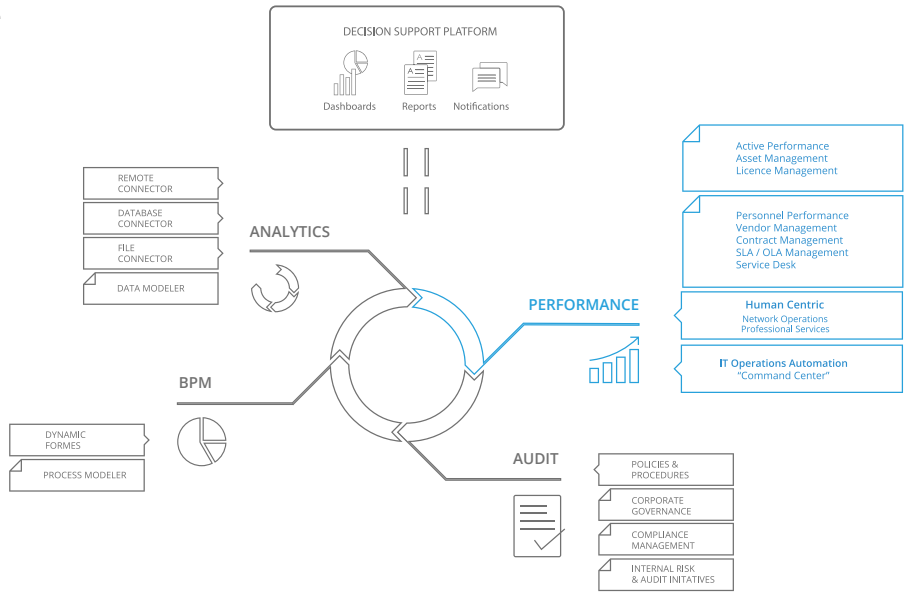 DECISION SUPPORT PLATFORM
Dashboards
Reports
Notifications
REMOTE
CONNECTOR
DATABASE
CONNECTOR
FILE
CONNECTOR
DATA MODELER
ANALYTICS
Active Performance
Asset Management
Licence Management
Personnel Performance
Vendor Management
Contract Management
SLA / OLA Management
Service Desk
PERFORMANCE
Human Centric
Network Operations
Professional Services
IT Operations Automation
"Command Center"
BPM
DYNAMIC
FORMES
PROCESS MODELER
AUDIT
POLICIES &
PROCEDURES
CORPORATE
GOVERNANCE
COMPLIANCE
MANAGEMENT
INTERNAL RISK
& AUDIT INITATIVES